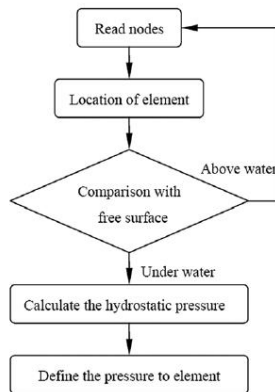 Read nodes
Location of element
Above water
Comparison with
free surface
Under water
Calculate the hydrostatic pressure
Define the pressure to element